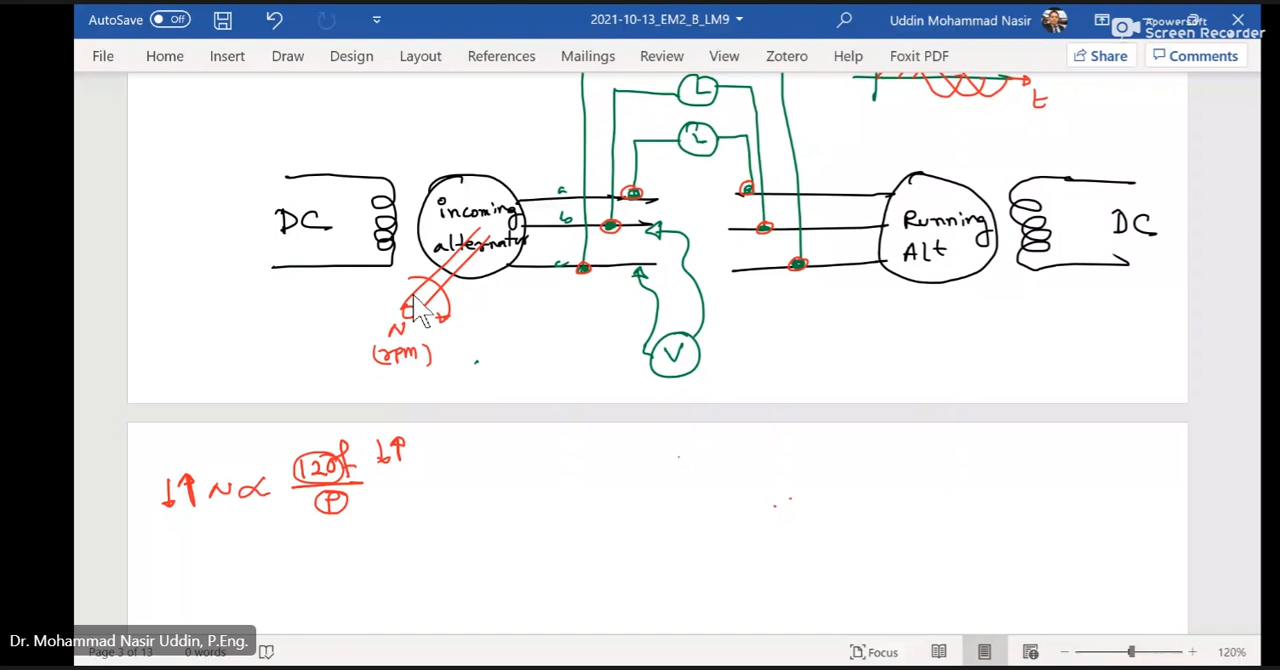 AutoSave Off 2021-10-13_EM2_B_LM9 Uddin Mohammad Nasir
Apowersoft
Screen Recorder
File Home Insert Draw Design Layout References Mailings Review View Zotero Help Foxit PDF Share Comments
L
t
L
DC incoming alternator a b c Running Alt DC
N
(rpm)
V
↓↑ N ∝ 120f / P ↓↑
Dr. Mohammad Nasir Uddin, P.Eng.
Page 3 of 13 0 words Focus 120%